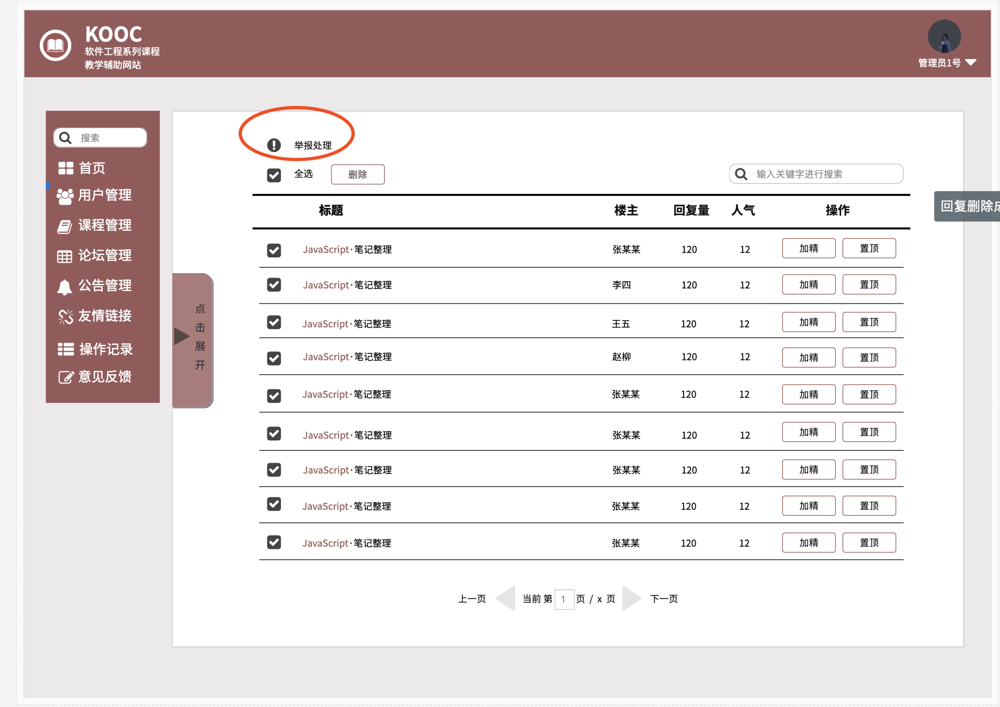 KOOC
软件工程系列课程
教学辅助网站
管理员1号
搜索
首页
用户管理
课程管理
论坛管理
公告管理
友情链接
操作记录
意见反馈
点
击
展
开
举报处理
全选 删除 输入关键字进行搜索
标题 楼主 回复量 人气 操作
回复删除成
JavaScript·笔记整理 张某某 120 12 加精 置顶
JavaScript·笔记整理 李四 120 12 加精 置顶
JavaScript·笔记整理 王五 120 12 加精 置顶
JavaScript·笔记整理 赵柳 120 12 加精 置顶
JavaScript·笔记整理 张某某 120 12 加精 置顶
JavaScript·笔记整理 张某某 120 12 加精 置顶
JavaScript·笔记整理 张某某 120 12 加精 置顶
JavaScript·笔记整理 张某某 120 12 加精 置顶
JavaScript·笔记整理 张某某 120 12 加精 置顶
上一页 当前 第 1 页 / x 页 下一页